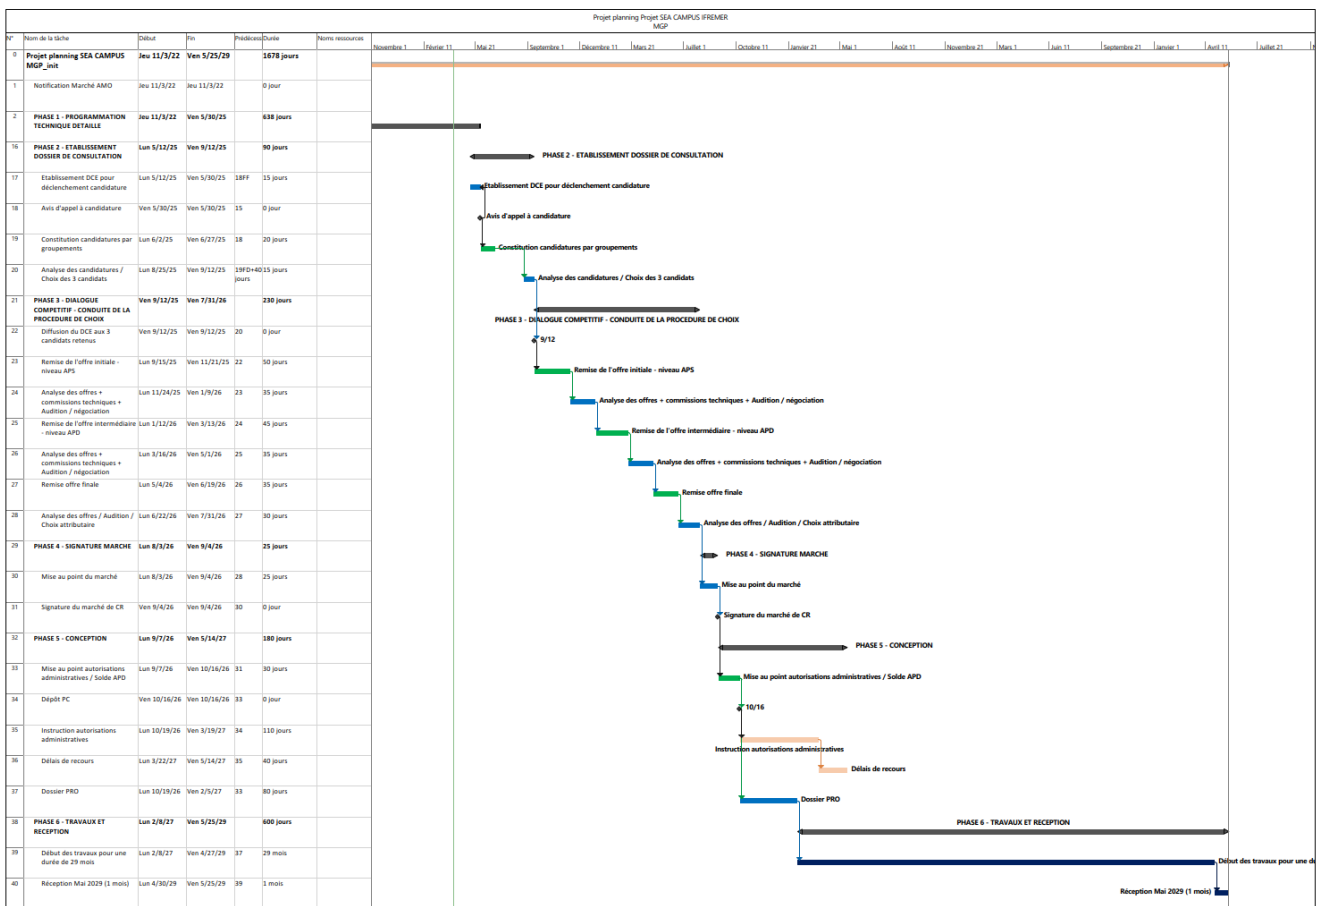 Projet planning Projet SEA CAMPUS IFREMER
MGP
N° Nom de la tâche Début Fin Prédécess Durée Noms ressources
Novembre 1 Février 11 Mai 21 Septembre 1 Décembre 11 Mars 21 Juillet 1 Octobre 11 Janvier 21 Mai 1 Août 11 Novembre 21 Mars 1 Juin 11 Septembre 21 Janvier 1 Avril 11 Juillet 21
0 Projet planning SEA CAMPUS Jeu 11/3/22 Ven 5/25/29 1678 jours
MGP_init
1 Notification Marché AMO Jeu 11/3/22 Jeu 11/3/22 0 jour
2 PHASE 1 - PROGRAMMATION Jeu 11/3/22 Ven 5/30/25 638 jours
TECHNIQUE DETAILLE
16 PHASE 2 - ETABLISSEMENT Lun 5/12/25 Ven 9/12/25 90 jours
DOSSIER DE CONSULTATION
PHASE 2 - ETABLISSEMENT DOSSIER DE CONSULTATION
17 Etablissement DCE pour Lun 5/12/25 Ven 5/30/25 18FF 15 jours
déclenchement candidature
Etablissement DCE pour déclenchement candidature
18 Avis d'appel à candidature Ven 5/30/25 Ven 5/30/25 15 0 jour
Avis d'appel à candidature
19 Constitution candidatures par Lun 6/2/25 Ven 6/27/25 18 20 jours
groupements
Constitution candidatures par groupements
20 Analyse des candidatures / Lun 8/25/25 Ven 9/12/25 19FD+40 15 jours
Choix des 3 candidats jours
Analyse des candidatures / Choix des 3 candidats
21 PHASE 3 - DIALOGUE Ven 9/12/25 Ven 7/31/26 230 jours
COMPETITIF - CONDUITE DE LA
PROCEDURE DE CHOIX
PHASE 3 - DIALOGUE COMPETITIF - CONDUITE DE LA PROCEDURE DE CHOIX
22 Diffusion du DCE aux 3 Ven 9/12/25 Ven 9/12/25 20 0 jour
candidats retenus
9/12
23 Remise de l'offre initiale - Lun 9/15/25 Ven 11/21/25 22 50 jours
niveau APS
Remise de l'offre initiale - niveau APS
24 Analyse des offres + Lun 11/24/25 Ven 1/9/26 23 35 jours
commissions techniques +
Audition / négociation
Analyse des offres + commissions techniques + Audition / négociation
25 Remise de l'offre intermédiaire Lun 1/12/26 Ven 3/13/26 24 45 jours
- niveau APD
Remise de l'offre intermédiaire - niveau APD
26 Analyse des offres + Lun 3/16/26 Ven 5/1/26 25 35 jours
commissions techniques +
Audition / négociation
Analyse des offres + commissions techniques + Audition / négociation
27 Remise offre finale Lun 5/4/26 Ven 6/19/26 26 35 jours
Remise offre finale
28 Analyse des offres / Audition / Lun 6/22/26 Ven 7/31/26 27 30 jours
Choix attributaire
Analyse des offres / Audition / Choix attributaire
29 PHASE 4 - SIGNATURE MARCHE Lun 8/3/26 Ven 9/4/26 25 jours
PHASE 4 - SIGNATURE MARCHE
30 Mise au point du marché Lun 8/3/26 Ven 9/4/26 28 25 jours
Mise au point du marché
31 Signature du marché de CR Ven 9/4/26 Ven 9/4/26 30 0 jour
Signature du marché de CR
32 PHASE 5 - CONCEPTION Lun 9/7/26 Ven 5/14/27 180 jours
PHASE 5 - CONCEPTION
33 Mise au point autorisations Lun 9/7/26 Ven 10/16/26 31 30 jours
administratives / Solde APD
Mise au point autorisations administratives / Solde APD
34 Dépôt PC Ven 10/16/26 Ven 10/16/26 33 0 jour
10/16
35 Instruction autorisations Lun 10/19/26 Ven 3/19/27 34 110 jours
administratives
Instruction autorisations administratives
36 Délais de recours Lun 3/22/27 Ven 5/14/27 35 40 jours
Délais de recours
37 Dossier PRO Lun 10/19/26 Ven 2/5/27 33 80 jours
Dossier PRO
38 PHASE 6 - TRAVAUX ET Lun 2/8/27 Ven 5/25/29 600 jours
RECEPTION
PHASE 6 - TRAVAUX ET RECEPTION
39 Début des travaux pour une Lun 2/8/27 Ven 4/27/29 37 29 mois
durée de 29 mois
Début des travaux pour une d
40 Réception Mai 2029 (1 mois) Lun 4/30/29 Ven 5/25/29 39 1 mois
Réception Mai 2029 (1 mois)